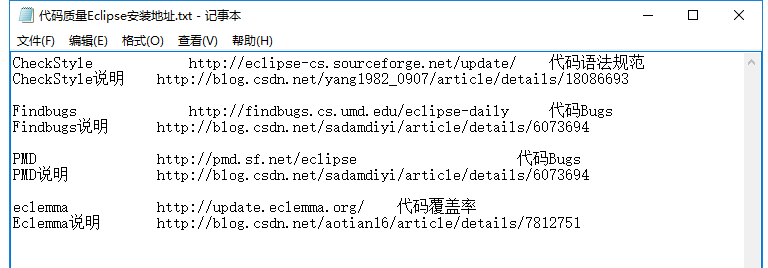 代码质量Eclipse安装地址.txt - 记事本
文件(F) 编辑(E) 格式(O) 查看(V) 帮助(H)
CheckStyle http://eclipse-cs.sourceforge.net/update/ 代码语法规范
CheckStyle说明 http://blog.csdn.net/yang1982_0907/article/details/18086693
Findbugs http://findbugs.cs.umd.edu/eclipse-daily 代码Bugs
Findbugs说明 http://blog.csdn.net/sadamdiyi/article/details/6073694
PMD http://pmd.sf.net/eclipse 代码Bugs
PMD说明 http://blog.csdn.net/sadamdiyi/article/details/6073694
eclemma http://update.eclemma.org/ 代码覆盖率
Eclemma说明 http://blog.csdn.net/aotian16/article/details/7812751